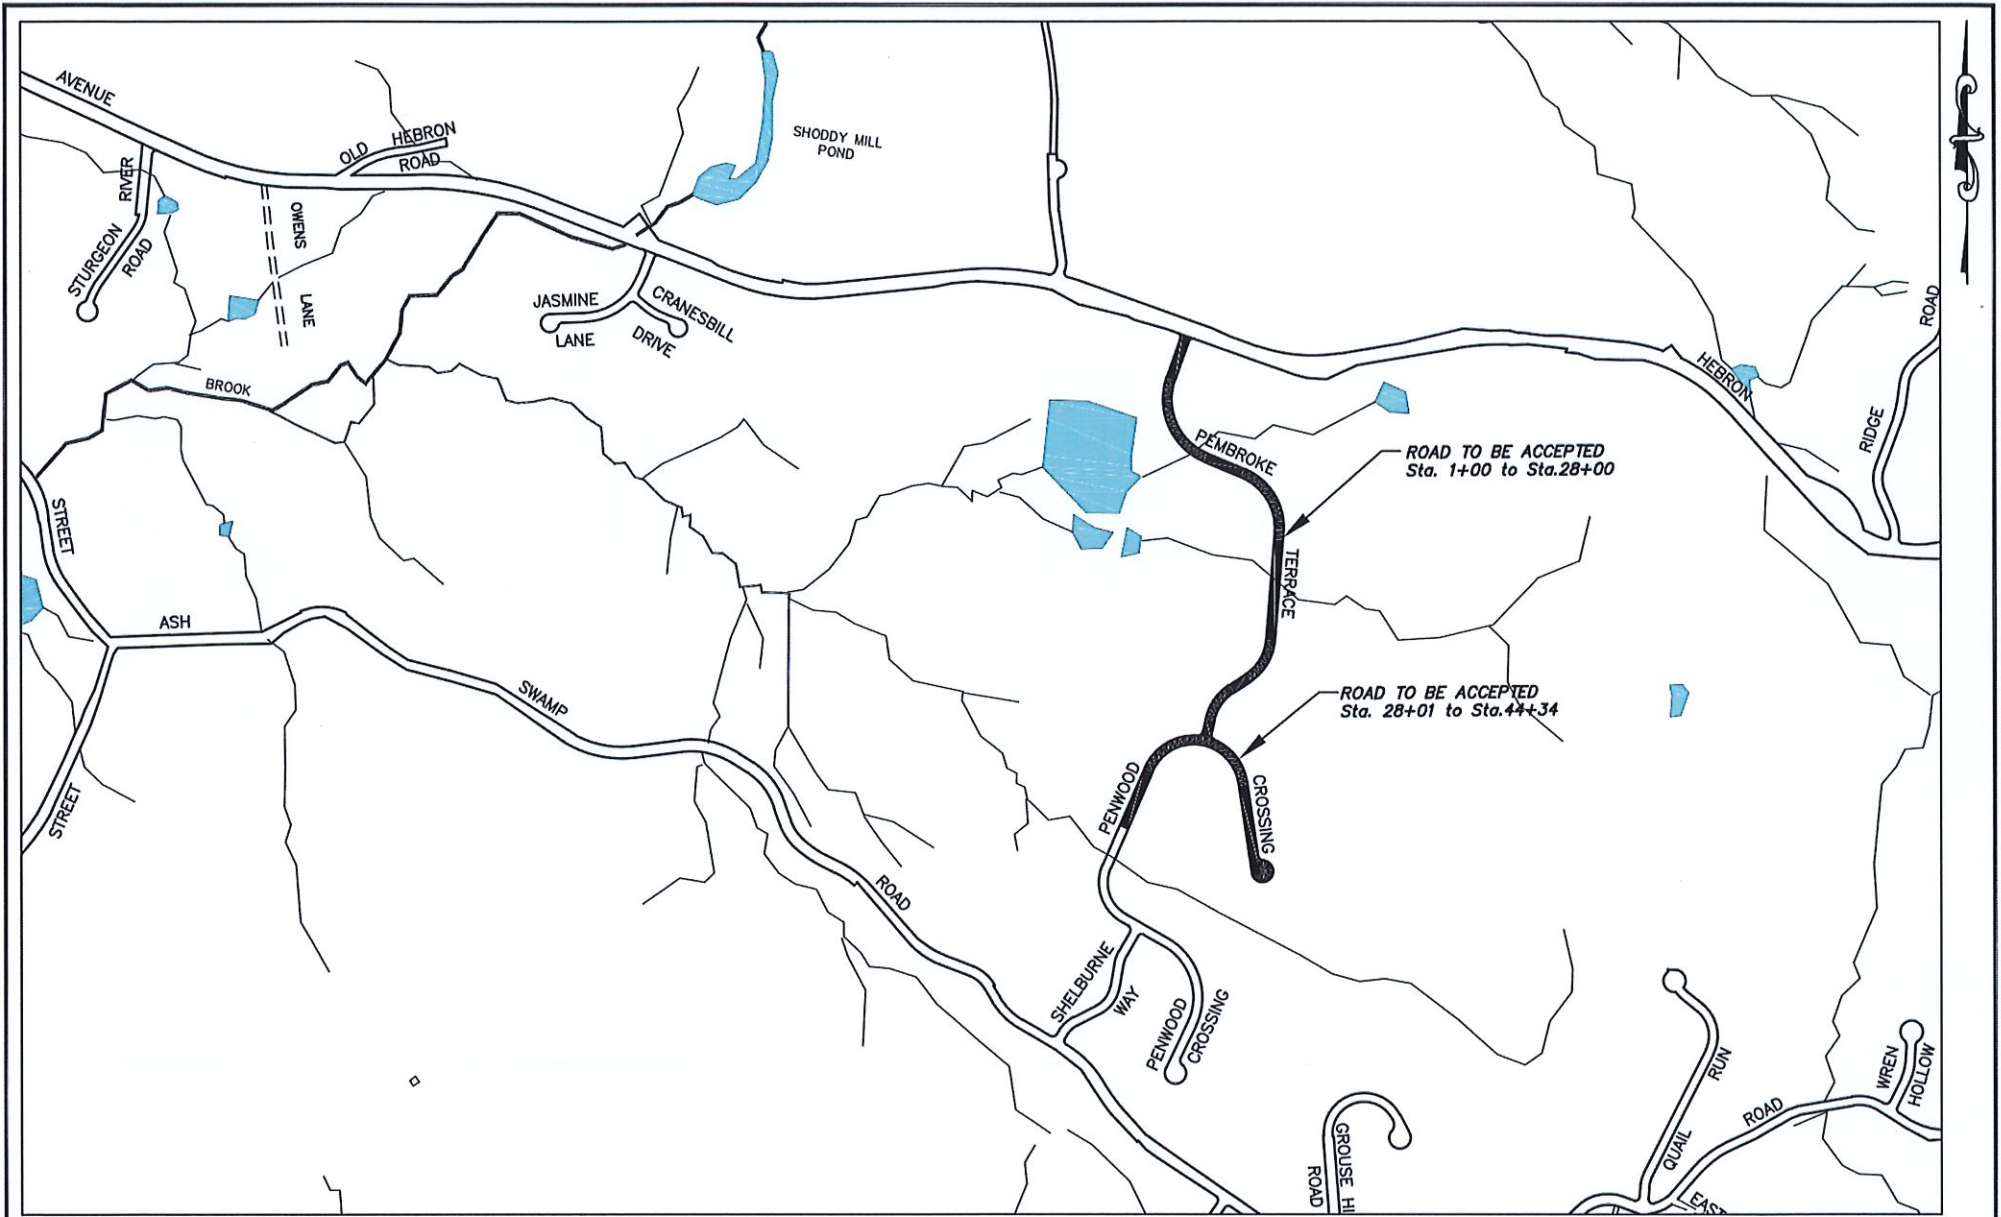 AVENUE
OLD HEBRON
ROAD
SHODDY MILL
POND
RIVER
STURGEON
ROAD
OWENS
LANE
JASMINE
LANE
CRANESBILL
DRIVE
BROOK
HEBRON
ROAD
RIDGE
PEMBROKE
TERRACE
ROAD TO BE ACCEPTED
Sta. 1+00 to Sta.28+00
STREET
ASH
SWAMP
ROAD
STREET
ROAD TO BE ACCEPTED
Sta. 28+01 to Sta.44+34
PENWOOD
CROSSING
SHELBURNE
WAY
PENWOOD
CROSSING
GROUSE HI
ROAD
QUAIL
RUN
ROAD
WREN
HOLLOW
EAST